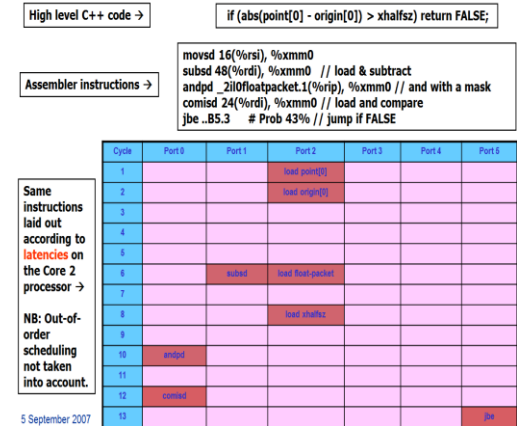 High level C++ code →
if (abs(point[0] - origin[0]) > xhalfsz) return FALSE;
Assembler instructions →
movsd 16(%rsi), %xmm0
subsd 48(%rdi), %xmm0 // load & subtract
andpd _2il0floatpacket.1(%rip), %xmm0 // and with a mask
comisd 24(%rdi), %xmm0 // load and compare
jbe ..B5.3 # Prob 43% // jump if FALSE
Same
instructions
laid out
according to
latencies on
the Core 2
processor →
NB: Out-of-
order
scheduling
not taken
into account.
Cycle Port 0 Port 1 Port 2 Port 3 Port 4 Port 5
1 load point[0]
2 load origin[0]
3
4
5
6 subsd load float-packet
7
8 load xhalfsz
9
10 andpd
11
12 comisd
13 jbe
5 September 2007